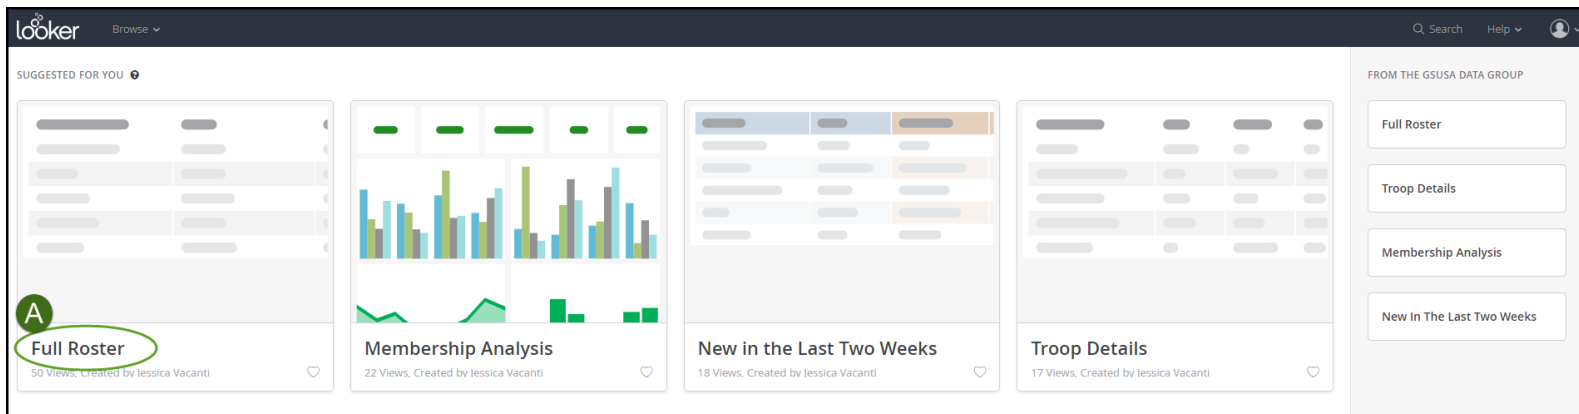 looker
Browse
Search
Help
SUGGESTED FOR YOU ?
A
Full Roster
50 Views, Created by Jessica Vacanti
Membership Analysis
22 Views, Created by Jessica Vacanti
New in the Last Two Weeks
18 Views, Created by Jessica Vacanti
Troop Details
17 Views, Created by Jessica Vacanti
FROM THE GSUSA DATA GROUP
Full Roster
Troop Details
Membership Analysis
New In The Last Two Weeks